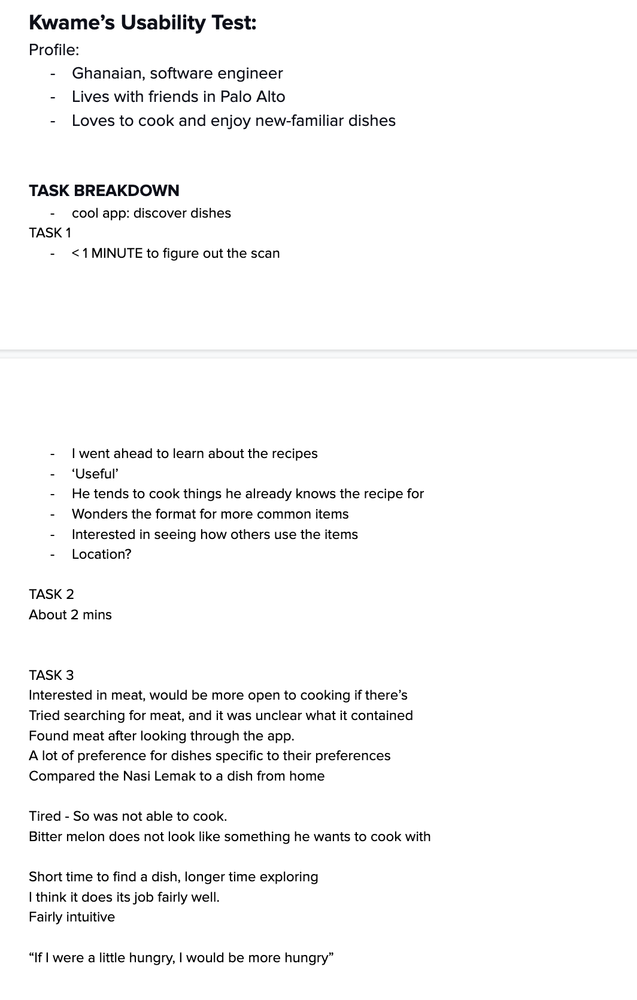 Kwame’s Usability Test:
Profile:
- Ghanaian, software engineer
- Lives with friends in Palo Alto
- Loves to cook and enjoy new-familiar dishes
TASK BREAKDOWN
- cool app: discover dishes
TASK 1
- < 1 MINUTE to figure out the scan
- I went ahead to learn about the recipes
- ‘Useful’
- He tends to cook things he already knows the recipe for
- Wonders the format for more common items
- Interested in seeing how others use the items
- Location?
TASK 2
About 2 mins
TASK 3
Interested in meat, would be more open to cooking if there’s
Tried searching for meat, and it was unclear what it contained
Found meat after looking through the app.
A lot of preference for dishes specific to their preferences
Compared the Nasi Lemak to a dish from home
Tired - So was not able to cook.
Bitter melon does not look like something he wants to cook with
Short time to find a dish, longer time exploring
I think it does its job fairly well.
Fairly intuitive
“If I were a little hungry, I would be more hungry”